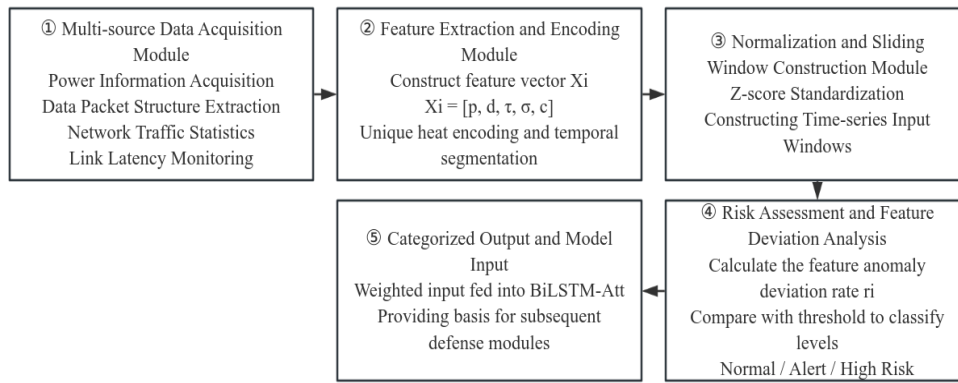 ① Multi-source Data Acquisition
Module
Power Information Acquisition
Data Packet Structure Extraction
Network Traffic Statistics
Link Latency Monitoring
② Feature Extraction and Encoding
Module
Construct feature vector Xi
Xi = [p, d, τ, σ, c]
Unique heat encoding and temporal
segmentation
③ Normalization and Sliding
Window Construction Module
Z-score Standardization
Constructing Time-series Input
Windows
④ Risk Assessment and Feature
Deviation Analysis
Calculate the feature anomaly
deviation rate ri
Compare with threshold to classify
levels
Normal / Alert / High Risk
⑤ Categorized Output and Model
Input
Weighted input fed into BiLSTM-Att
Providing basis for subsequent
defense modules